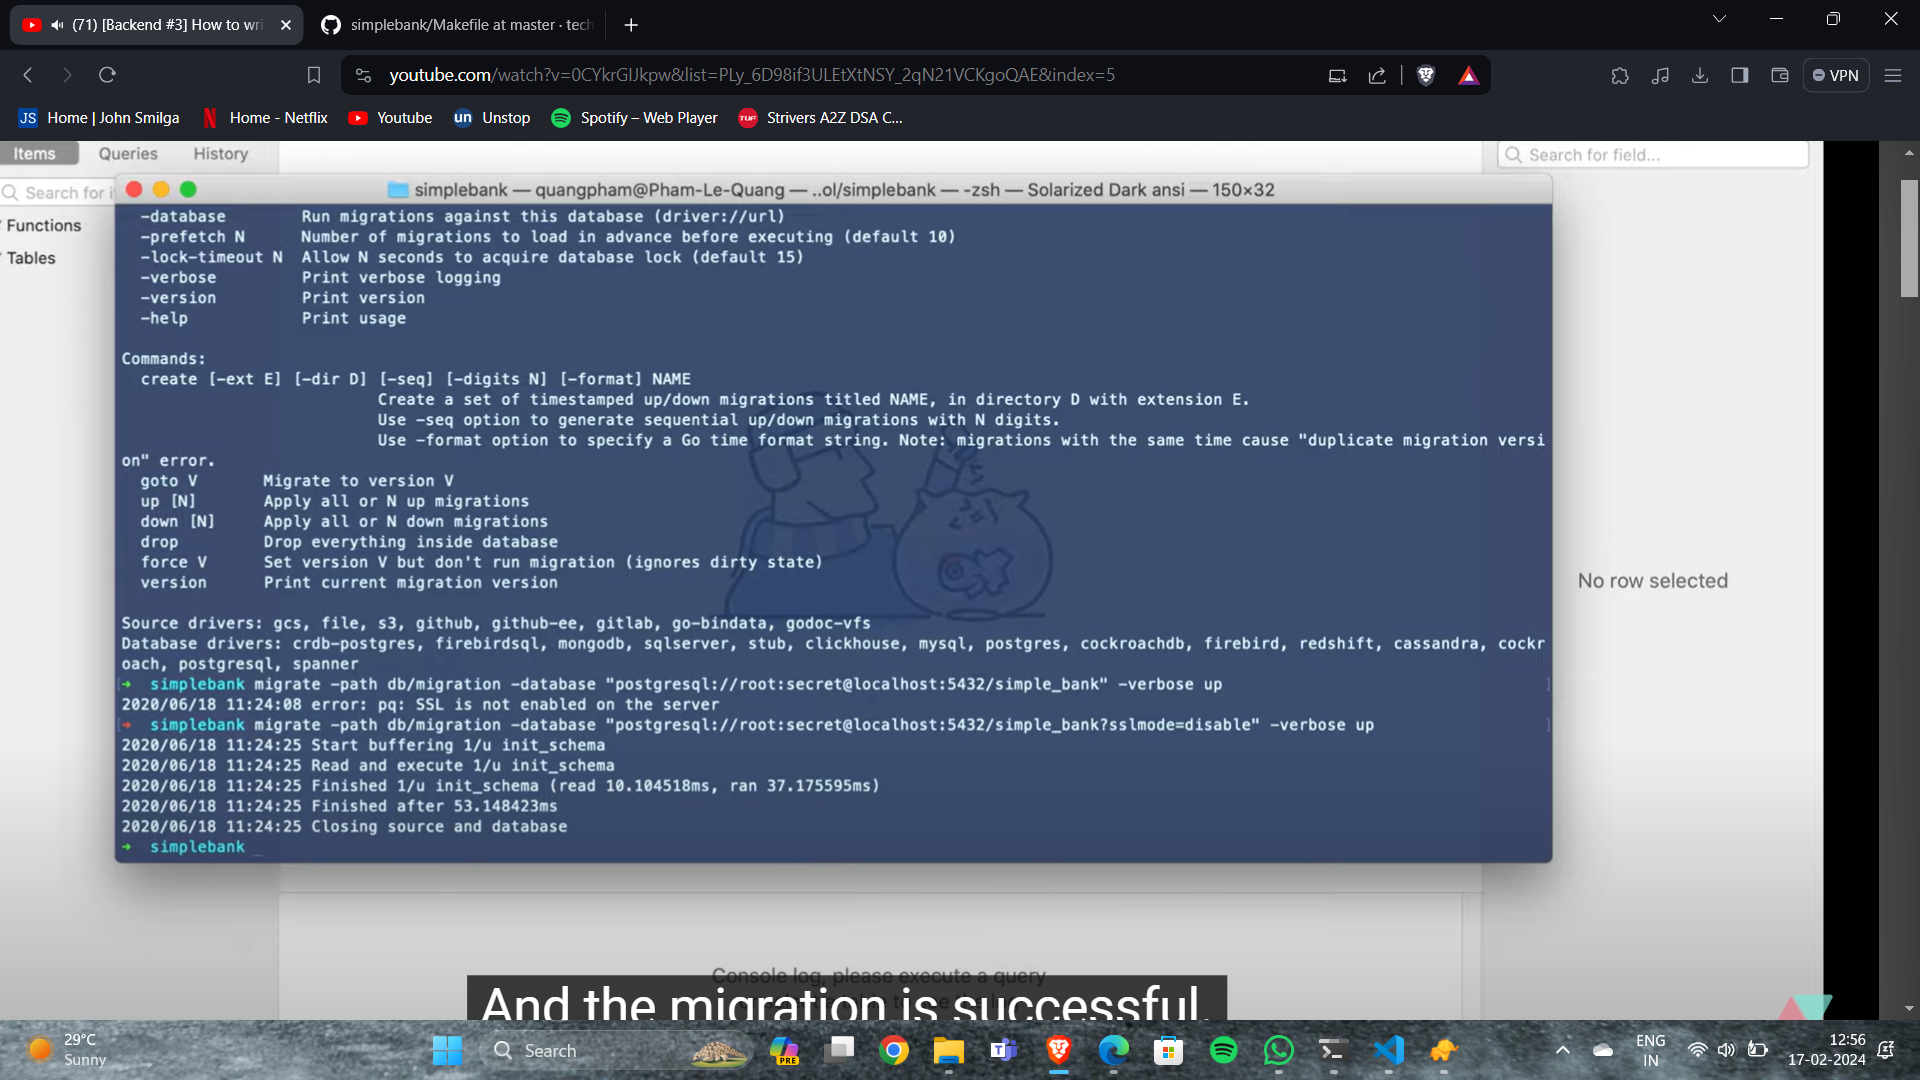 (71) [Backend #3] How to wri
simplebank/Makefile at master · tech
youtube.com/watch?v=0CYkrGIJkpw&list=PLy_6D98if3ULEtXtNSY_2qN21VCKgoQAE&index=5
VPN
JS Home | John Smilga
Home - Netflix
Youtube
un Unstop
Spotify – Web Player
TUF Strivers A2Z DSA C...
Items Queries History
Search for field...
Search for i
Functions
Tables
simplebank — quangpham@Pham-Le-Quang — ..ol/simplebank — -zsh — Solarized Dark ansi — 150×32
-database Run migrations against this database (driver://url)
-prefetch N Number of migrations to load in advance before executing (default 10)
-lock-timeout N Allow N seconds to acquire database lock (default 15)
-verbose Print verbose logging
-version Print version
-help Print usage
Commands:
create [-ext E] [-dir D] [-seq] [-digits N] [-format] NAME
Create a set of timestamped up/down migrations titled NAME, in directory D with extension E.
Use -seq option to generate sequential up/down migrations with N digits.
Use -format option to specify a Go time format string. Note: migrations with the same time cause "duplicate migration versi
on" error.
goto V Migrate to version V
up [N] Apply all or N up migrations
down [N] Apply all or N down migrations
drop Drop everything inside database
force V Set version V but don't run migration (ignores dirty state)
version Print current migration version
Source drivers: gcs, file, s3, github, github-ee, gitlab, go-bindata, godoc-vfs
Database drivers: crdb-postgres, firebirdsql, mongodb, sqlserver, stub, clickhouse, mysql, postgres, cockroachdb, firebird, redshift, cassandra, cockr
oach, postgresql, spanner
➜ simplebank migrate -path db/migration -database "postgresql://root:secret@localhost:5432/simple_bank" -verbose up
2020/06/18 11:24:08 error: pq: SSL is not enabled on the server
➜ simplebank migrate -path db/migration -database "postgresql://root:secret@localhost:5432/simple_bank?sslmode=disable" -verbose up
2020/06/18 11:24:25 Start buffering 1/u init_schema
2020/06/18 11:24:25 Read and execute 1/u init_schema
2020/06/18 11:24:25 Finished 1/u init_schema (read 10.104518ms, ran 37.175595ms)
2020/06/18 11:24:25 Finished after 53.148423ms
2020/06/18 11:24:25 Closing source and database
➜ simplebank _
No row selected
Console log, please execute a query
And the migration is successful.
29°C
Sunny
Search
PRE
ENG
IN
12:56
17-02-2024